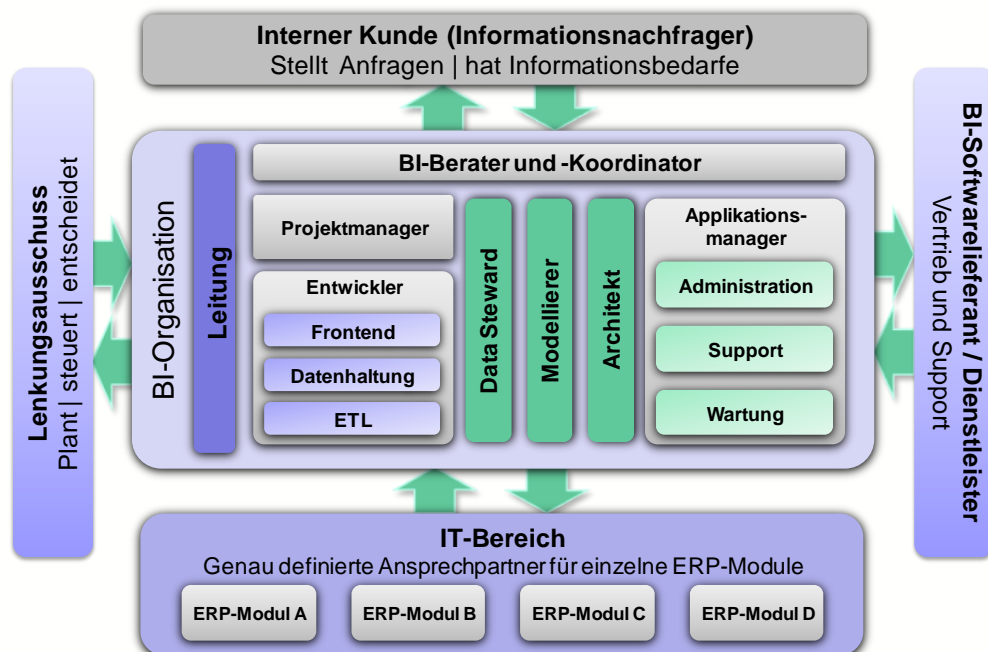 Interner Kunde (Informationsnachfrager)
Stellt Anfragen | hat Informationsbedarfe
Lenkungsausschuss
Plant | steuert | entscheidet
BI-Organisation
Leitung
BI-Berater und -Koordinator
Projektmanager
Entwickler
Frontend
Datenhaltung
ETL
Data Steward
Modellierer
Architekt
Applikations-
manager
Administration
Support
Wartung
BI-Softwarelieferant / Dienstleister
Vertrieb und Support
IT-Bereich
Genau definierte Ansprechpartner für einzelne ERP-Module
ERP-Modul A
ERP-Modul B
ERP-Modul C
ERP-Modul D